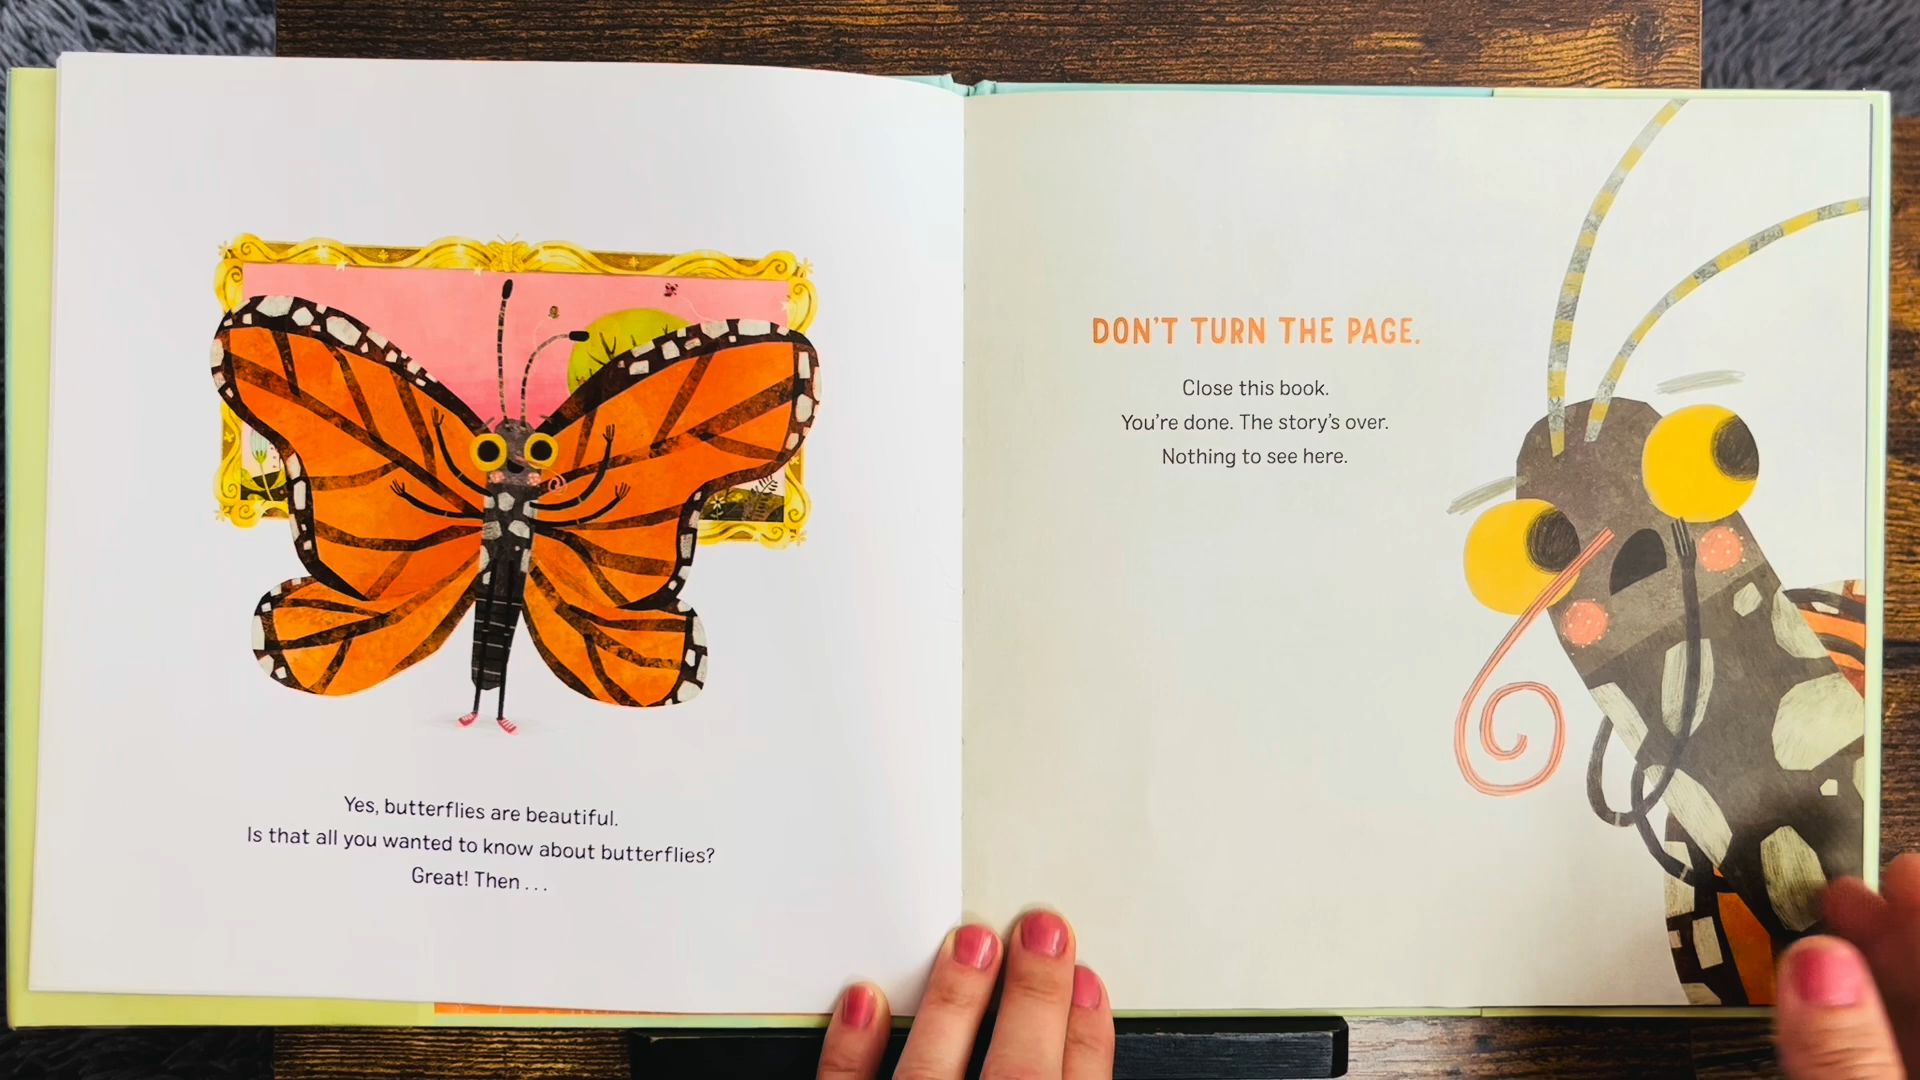 Yes, butterflies are beautiful.
Is that all you wanted to know about butterflies?
Great! Then . . .
DON'T TURN THE PAGE.
Close this book.
You're done. The story's over.
Nothing to see here.